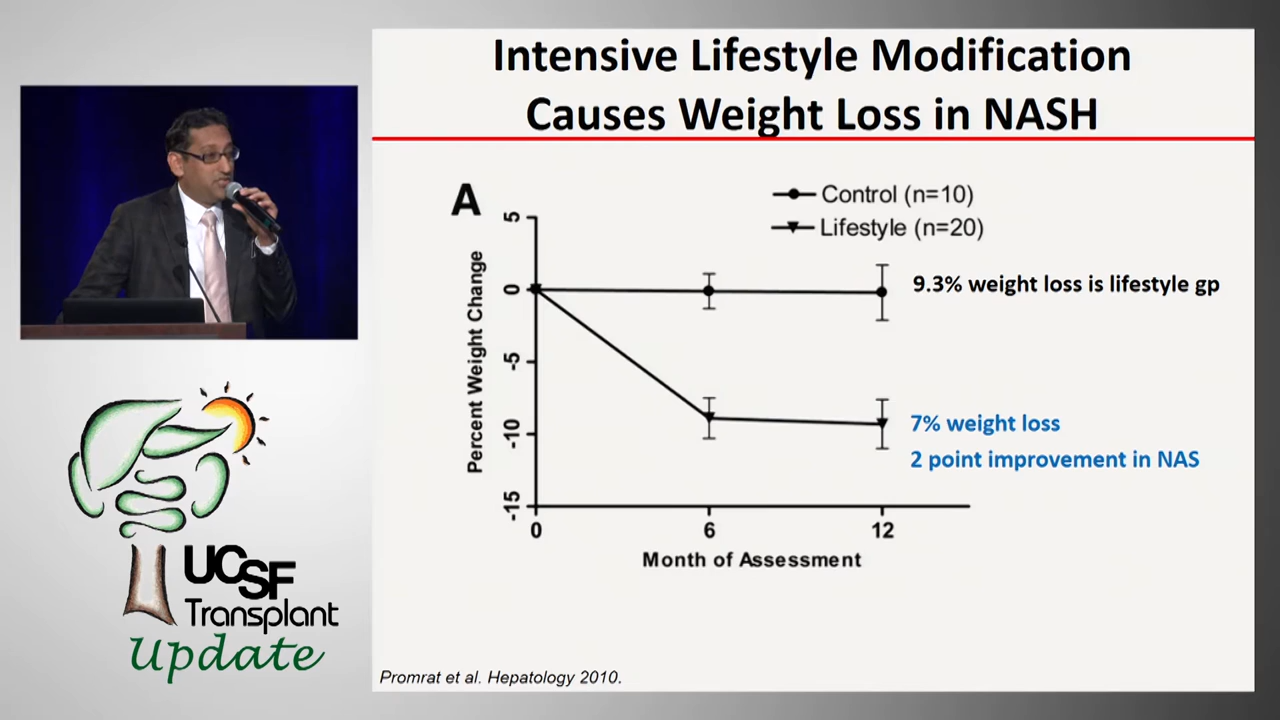 Intensive Lifestyle Modification
Causes Weight Loss in NASH
A
Control (n=10)
Lifestyle (n=20)
5
0
-5
-10
-15
Percent Weight Change
9.3% weight loss is lifestyle gp
7% weight loss
2 point improvement in NAS
0 6 12
Month of Assessment
Promrat et al. Hepatology 2010.
UCSF
Transplant
Update